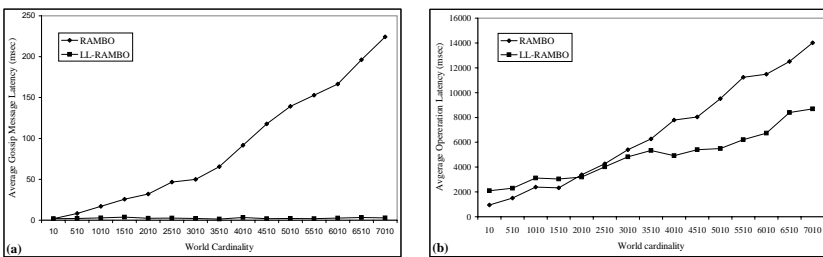 250
200
150
100
50
0
Average Gossip Message Latency (msec)
RAMBO
LL-RAMBO
10 510 1010 1510 2010 2510 3010 3510 4010 4510 5010 5510 6010 6510 7010
World Cardinality
(a)
16000
14000
12000
10000
8000
6000
4000
2000
0
Avgerage Opereration Latency (msec)
RAMBO
LL-RAMBO
10 510 1010 1510 2010 2510 3010 3510 4010 4510 5010 5510 6010 6510 7010
World cardinality
(b)